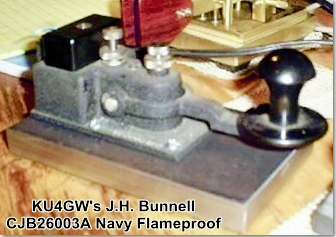 KU4GW's J.H. Bunnell
CJB26003A Navy Flameproof